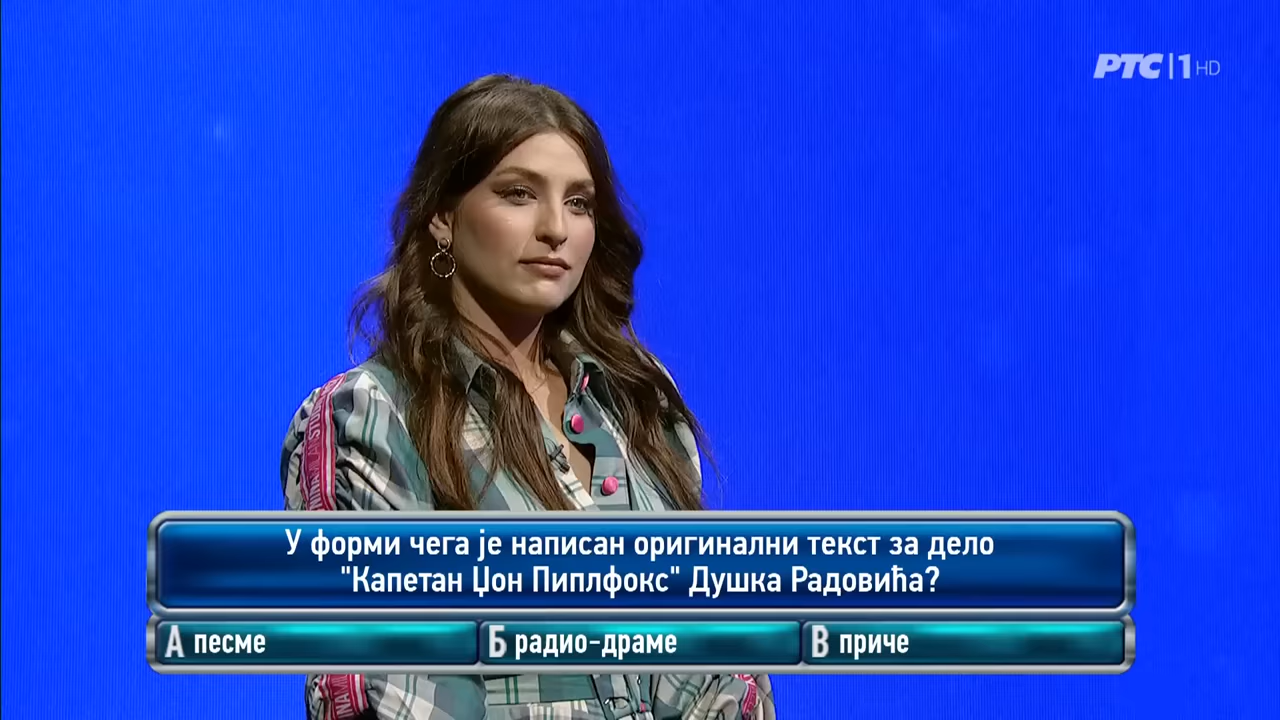 РТС|1 HD
У форми чега је написан оригинални текст за дело
"Капетан Џон Пиплфокс" Душка Радовића?
А песме
Б радио-драме
В приче